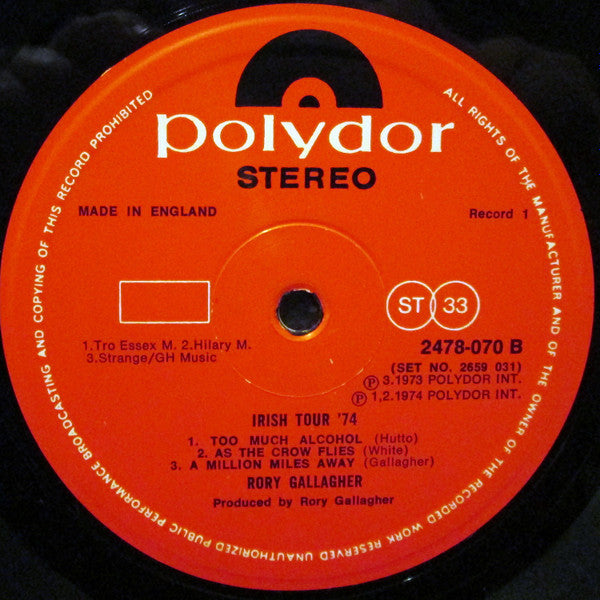 polydor
STEREO
MADE IN ENGLAND
Record 1
ST 33
1.Tro Essex M. 2.Hilary M.
3.Strange/GH Music
2478-070 B
(SET NO. 2659 031)
Ⓟ 3.1973 POLYDOR INT.
Ⓟ 1,2.1974 POLYDOR INT.
IRISH TOUR '74
1. TOO MUCH ALCOHOL (Hutto)
2. AS THE CROW FLIES (White)
3. A MILLION MILES AWAY (Gallagher)
RORY GALLAGHER
Produced by Rory Gallagher
ALL RIGHTS OF THE MANUFACTURER AND OF THE OWNER OF THE RECORDED WORK RESERVED UNAUTHORIZED PUBLIC PERFORMANCE BROADCASTING AND COPYING OF THIS RECORD PROHIBITED